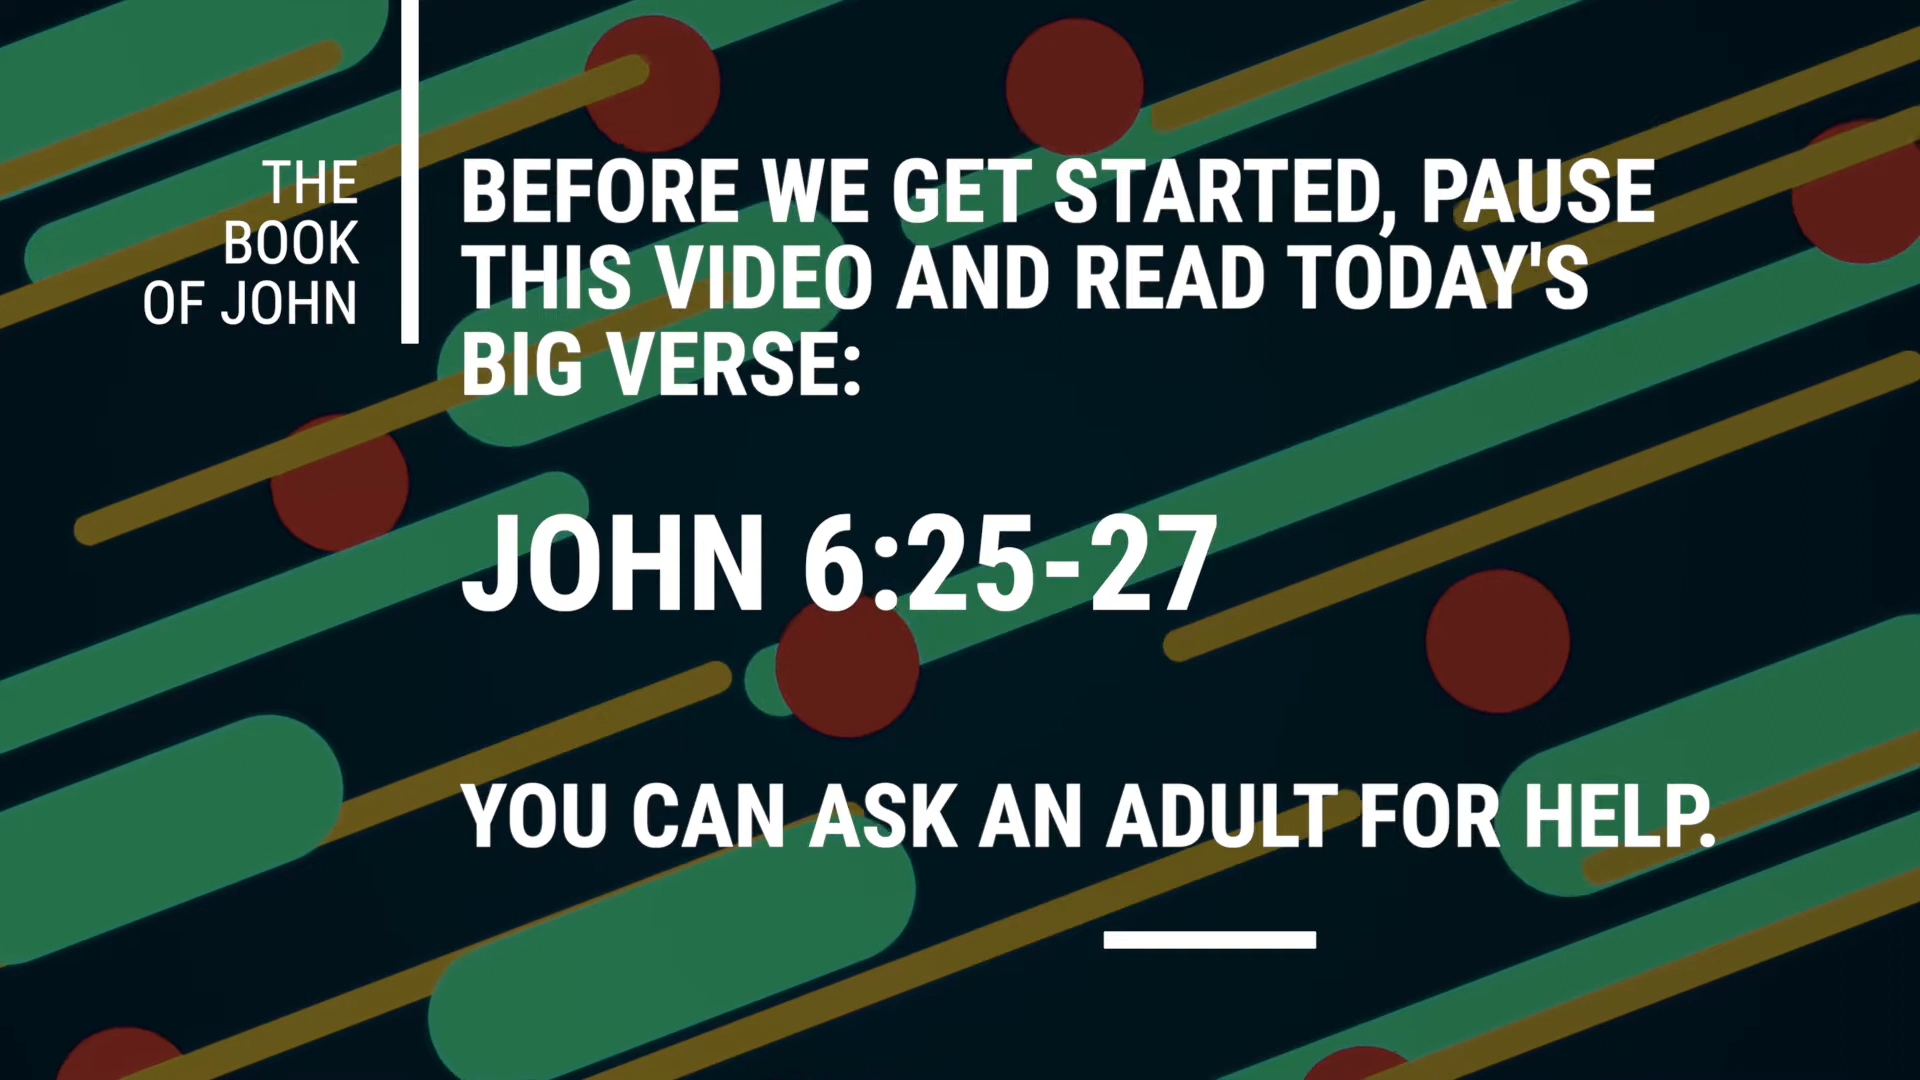 THE
BOOK
OF JOHN
BEFORE WE GET STARTED, PAUSE
THIS VIDEO AND READ TODAY'S
BIG VERSE:
JOHN 6:25-27
YOU CAN ASK AN ADULT FOR HELP.